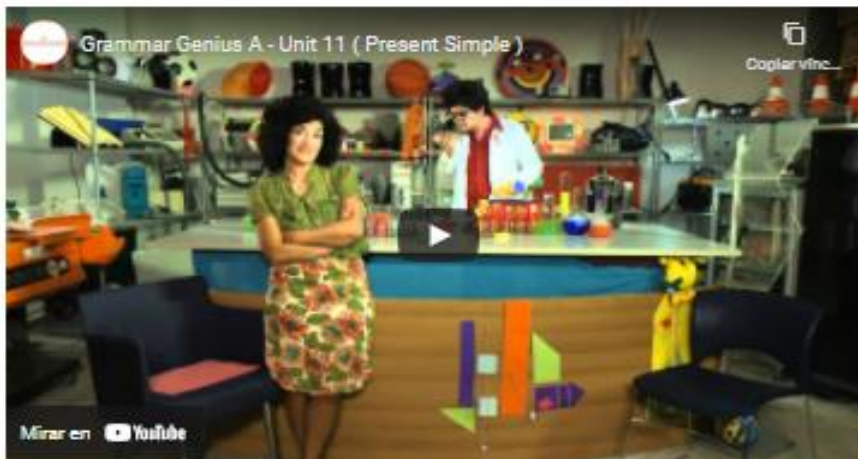 Grammar Genius A - Unit 11 ( Present Simple )
Copiar vínc...
Mirar en YouTube